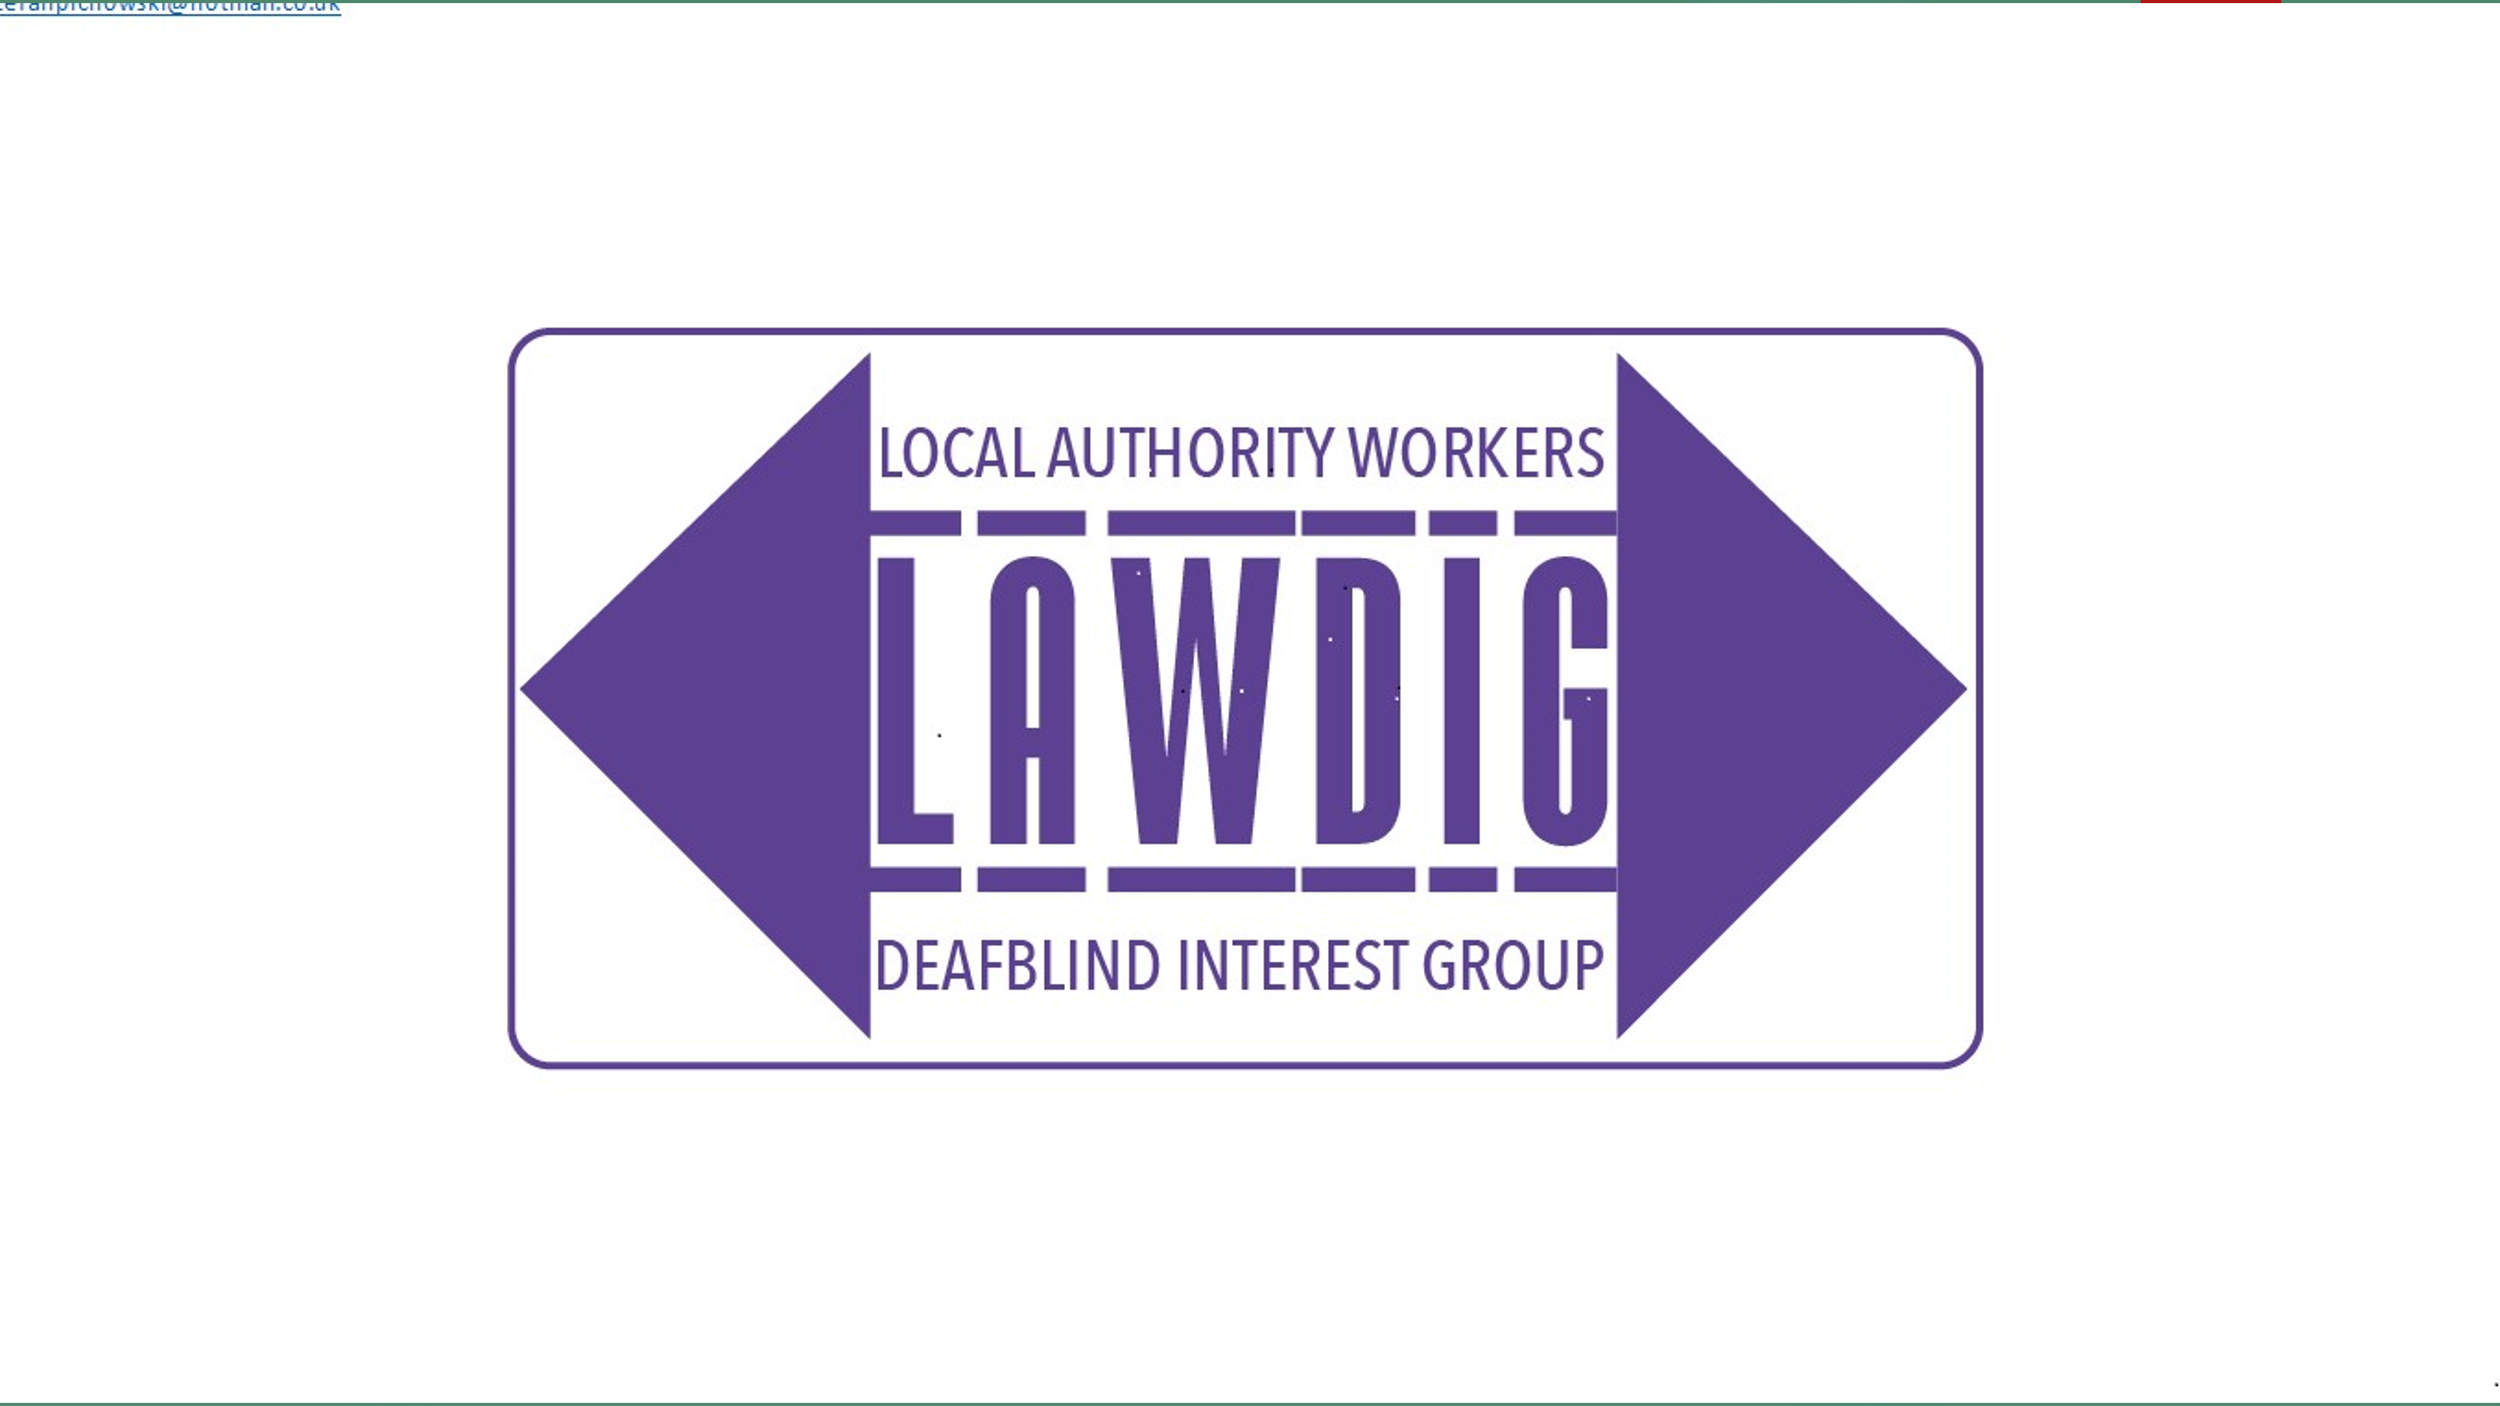 LOCAL AUTHORITY WORKERS
LAWDIG
DEAFBLIND INTEREST GROUP